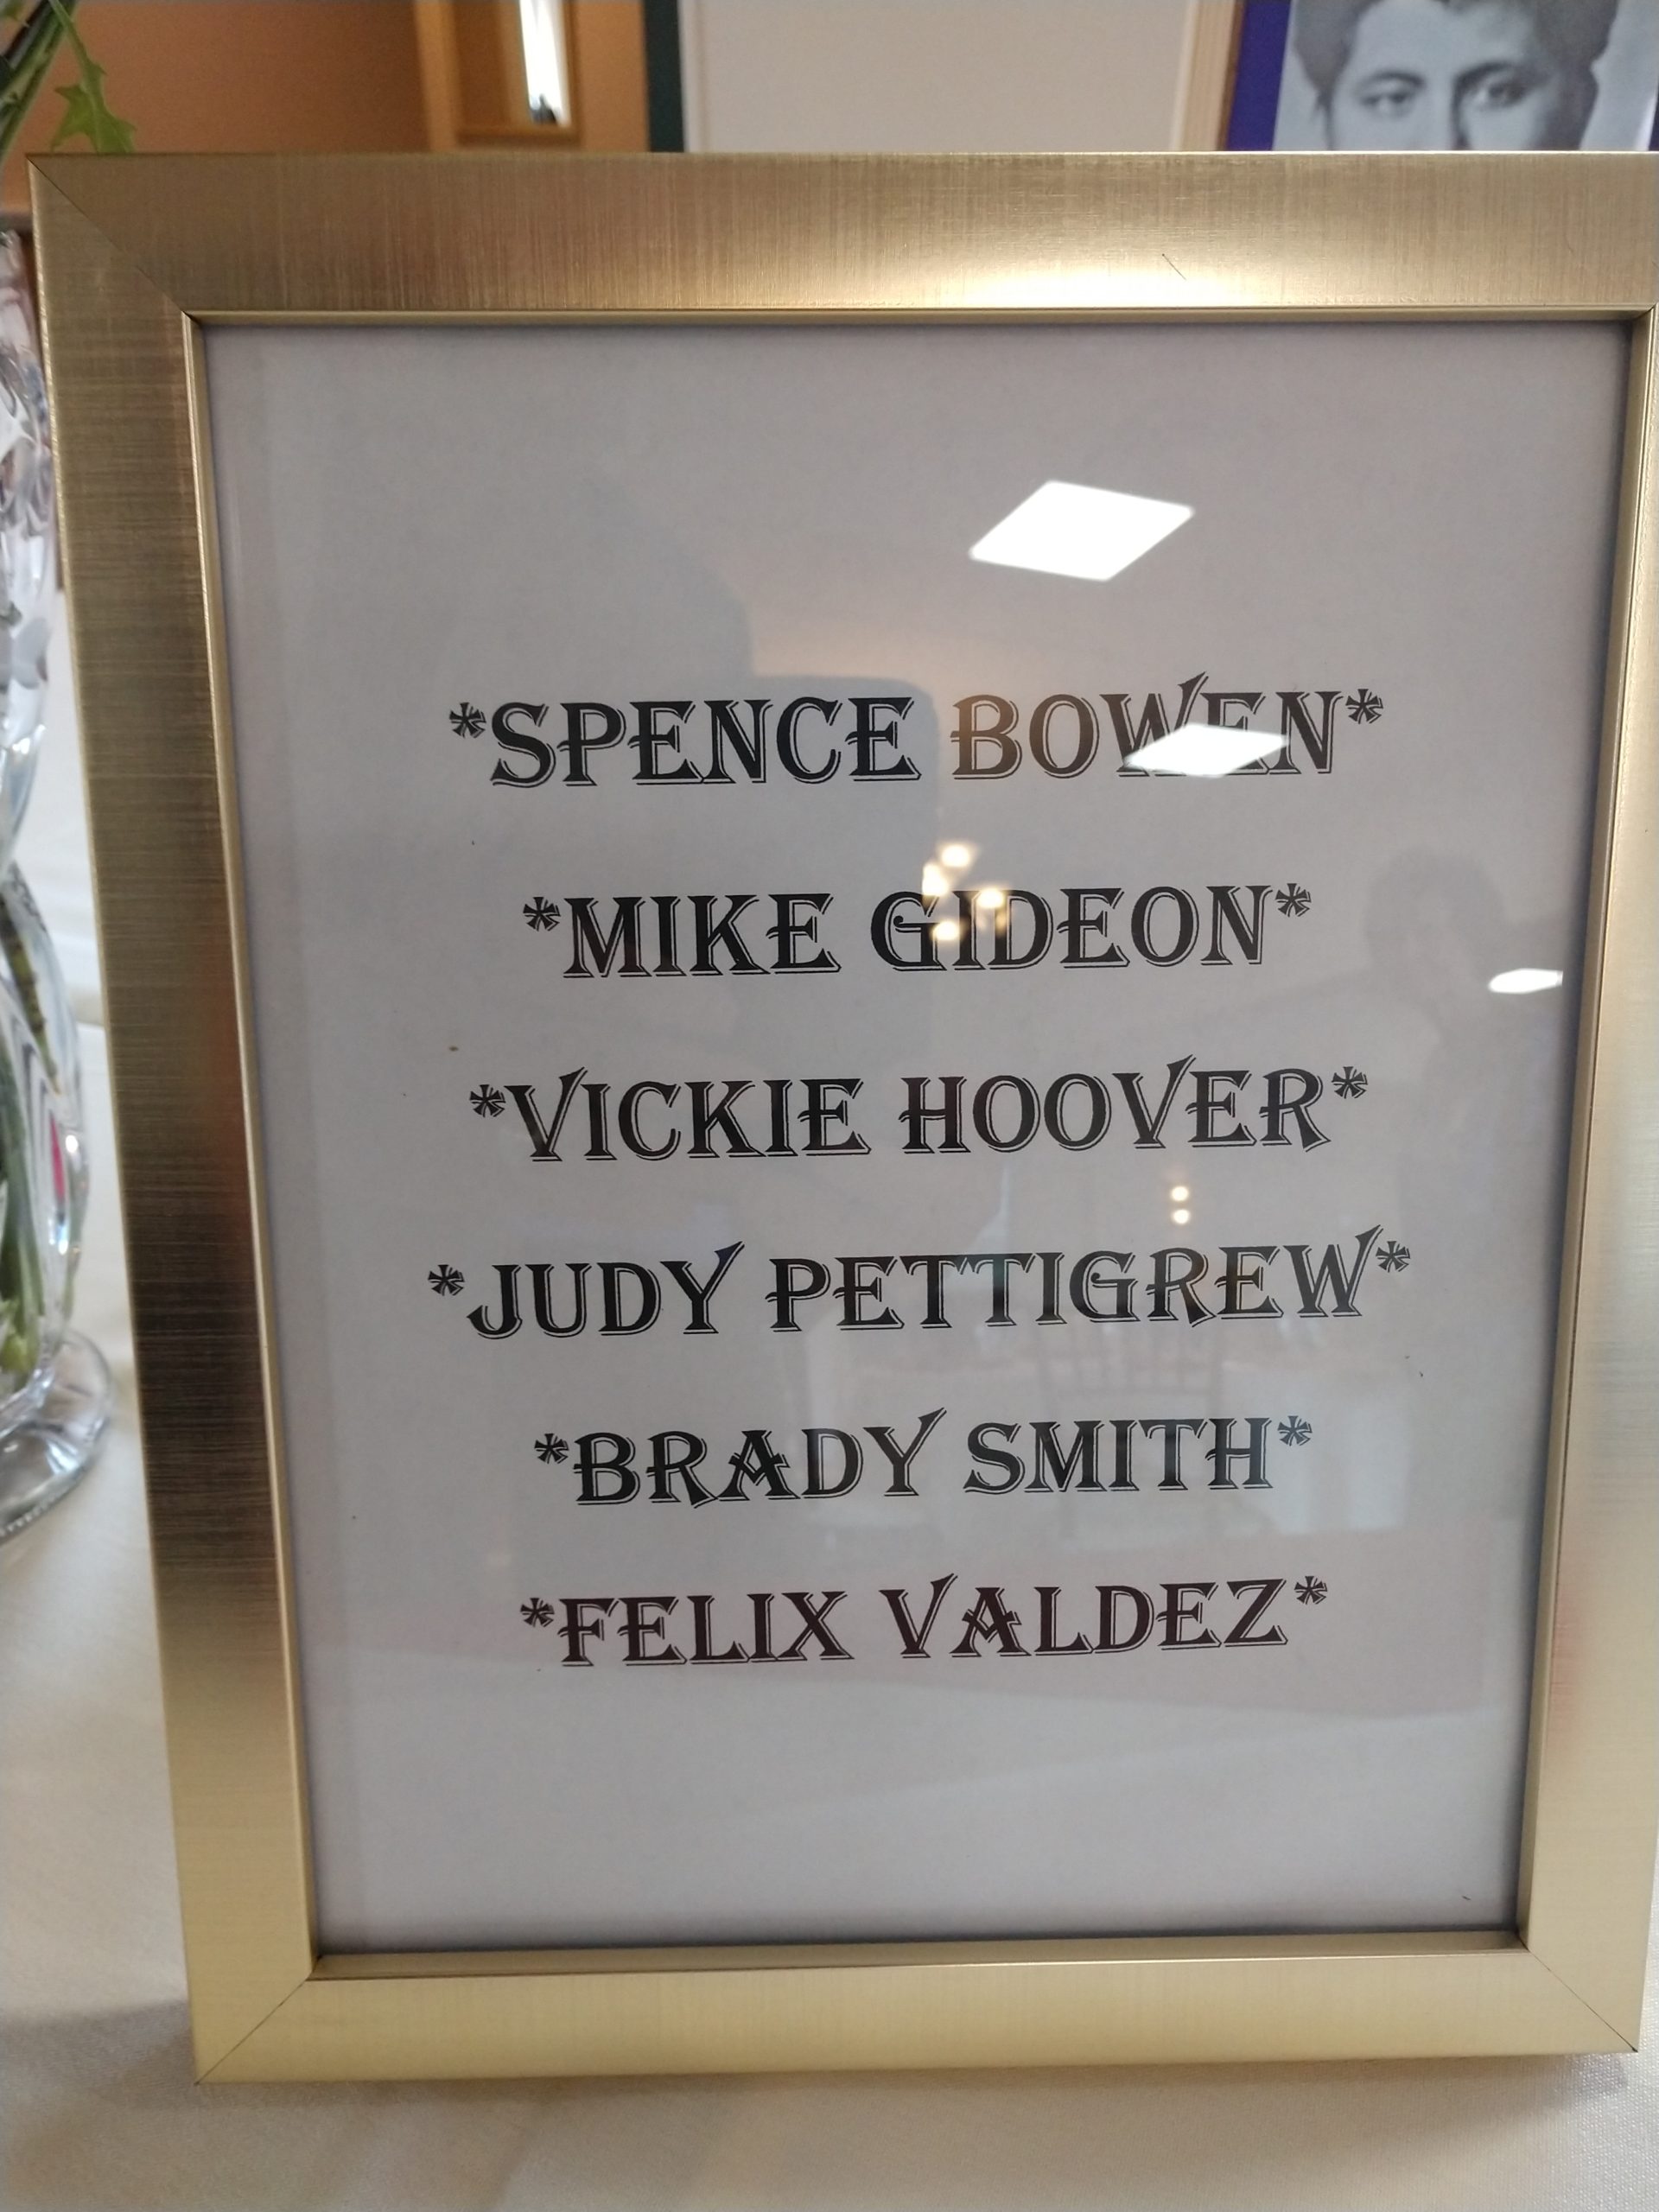 *SPENCE BOWEN*
*MIKE GIDEON*
*VICKIE HOOVER*
*JUDY PETTIGREW*
*BRADY SMITH*
*FELIX VALDEZ*